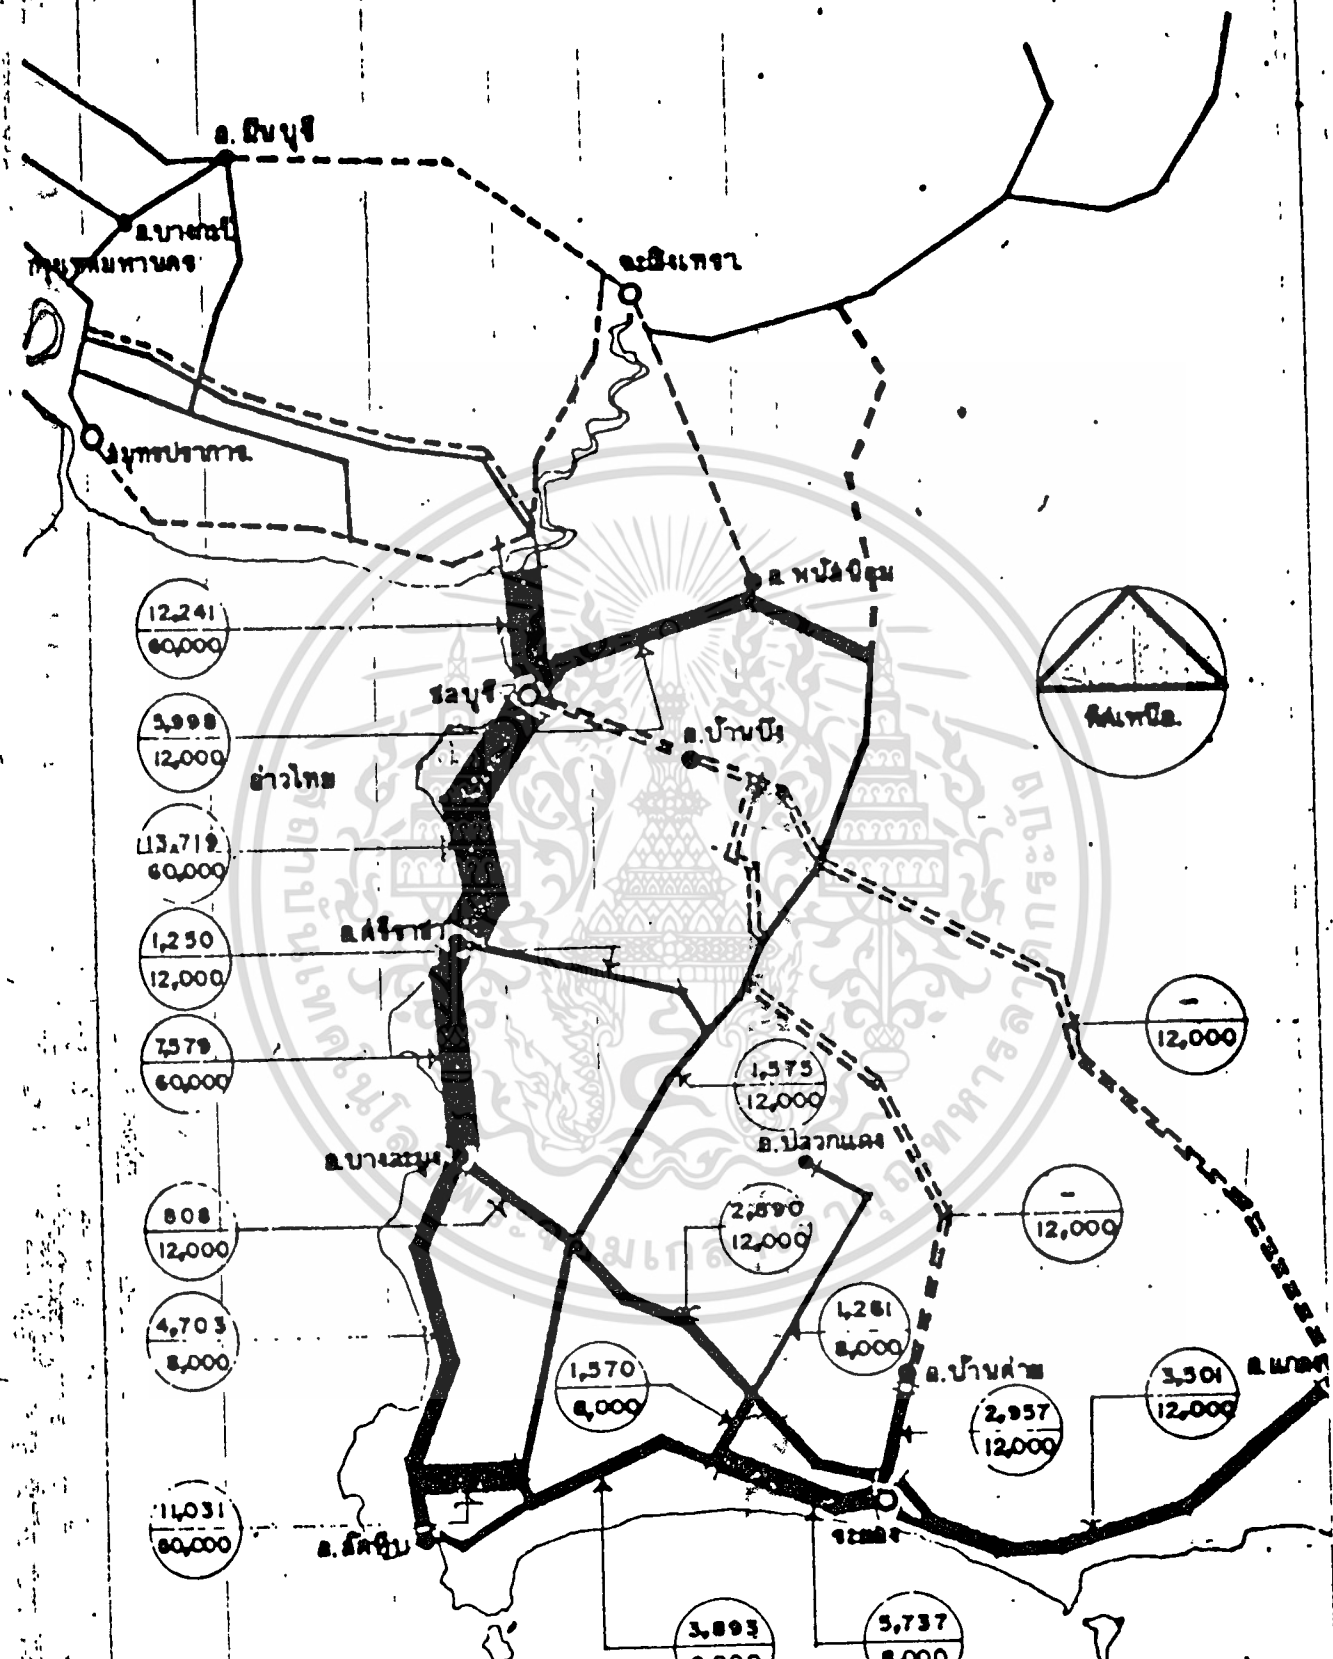 อ. มีนบุรี
อ.บางกะปิ
กรุงเทพมหานคร
ฉะเชิงเทรา
สมุทรปราการ
อ. พนัสนิคม
12,241
60,000
ชลบุรี
5,998
12,000
อ.บ้านบึง
ทิศเหนือ
อ่าวไทย
13,719
60,000
อ.ศรีราชา
1,250
12,000
-
12,000
7,579
60,000
1,575
12,000
อ.ปลวกแดง
อ.บางละมุง
808
12,000
2,890
12,000
-
12,000
4,703
8,000
1,281
8,000
1,570
8,000
อ.บ้านค่าย
2,957
12,000
3,501
12,000
อ.แกลง
11,031
60,000
อ.สัตหีบ
ระยอง
3,893
5,737
8,000